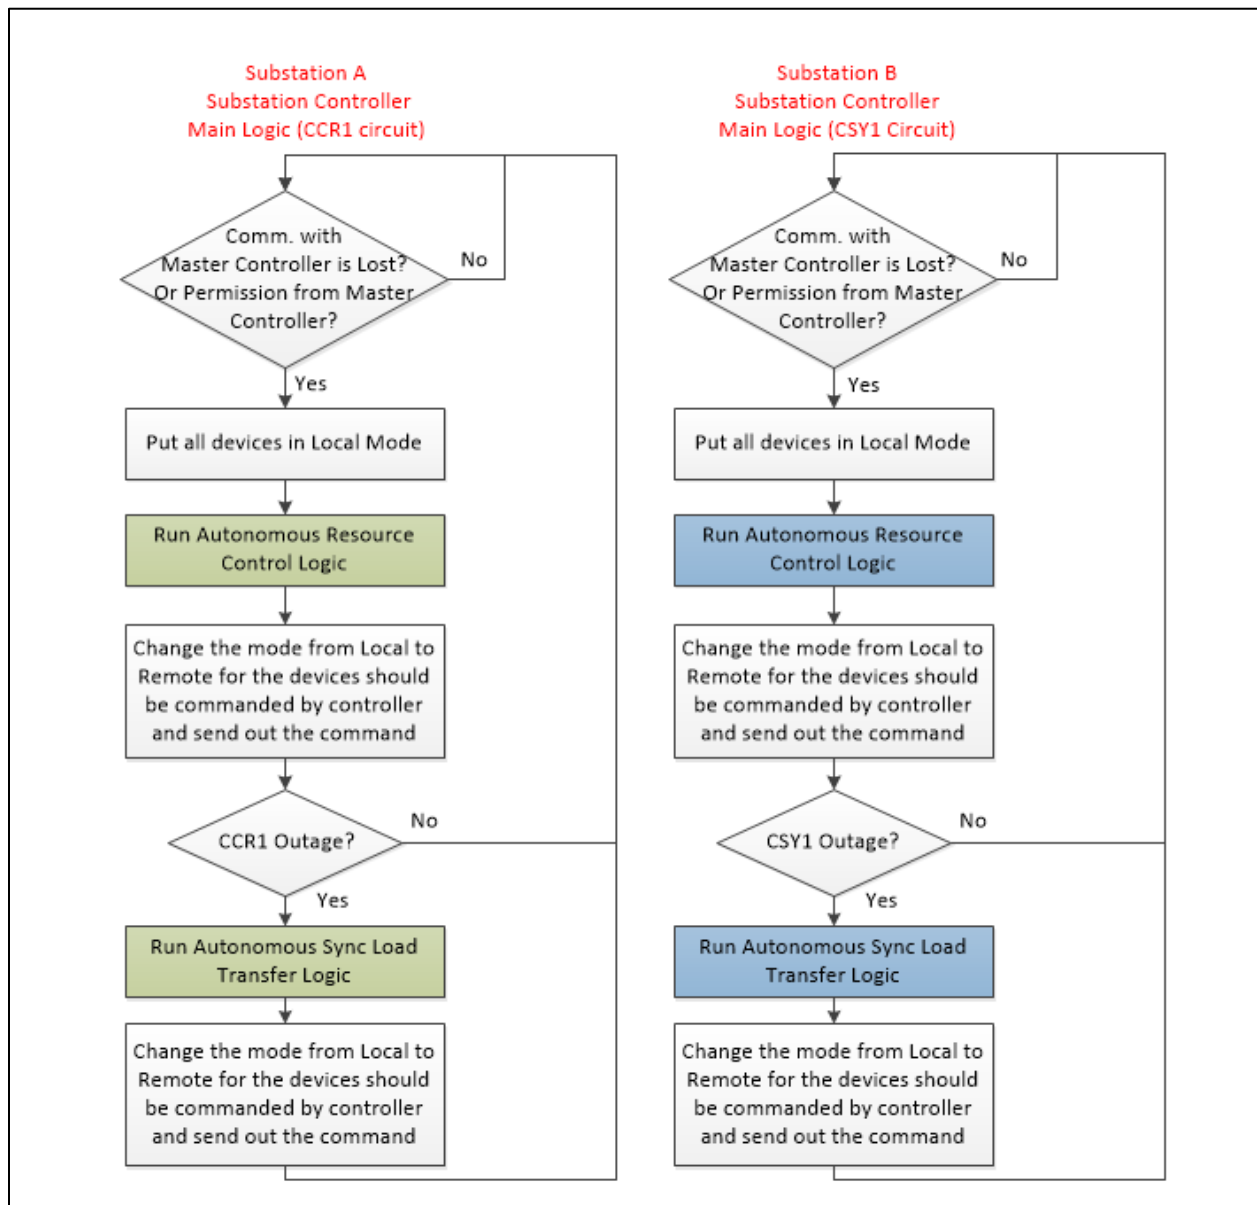 Substation A
Substation Controller
Main Logic (CCR1 circuit)
Comm. with
Master Controller is Lost?
Or Permission from Master
Controller?
No
Yes
Put all devices in Local Mode
Run Autonomous Resource
Control Logic
Change the mode from Local to
Remote for the devices should
be commanded by controller
and send out the command
CCR1 Outage?
No
Yes
Run Autonomous Sync Load
Transfer Logic
Change the mode from Local to
Remote for the devices should
be commanded by controller
and send out the command
Substation B
Substation Controller
Main Logic (CSY1 Circuit)
Comm. with
Master Controller is Lost?
Or Permission from Master
Controller?
No
Yes
Put all devices in Local Mode
Run Autonomous Resource
Control Logic
Change the mode from Local to
Remote for the devices should
be commanded by controller
and send out the command
CSY1 Outage?
No
Yes
Run Autonomous Sync Load
Transfer Logic
Change the mode from Local to
Remote for the devices should
be commanded by controller
and send out the command